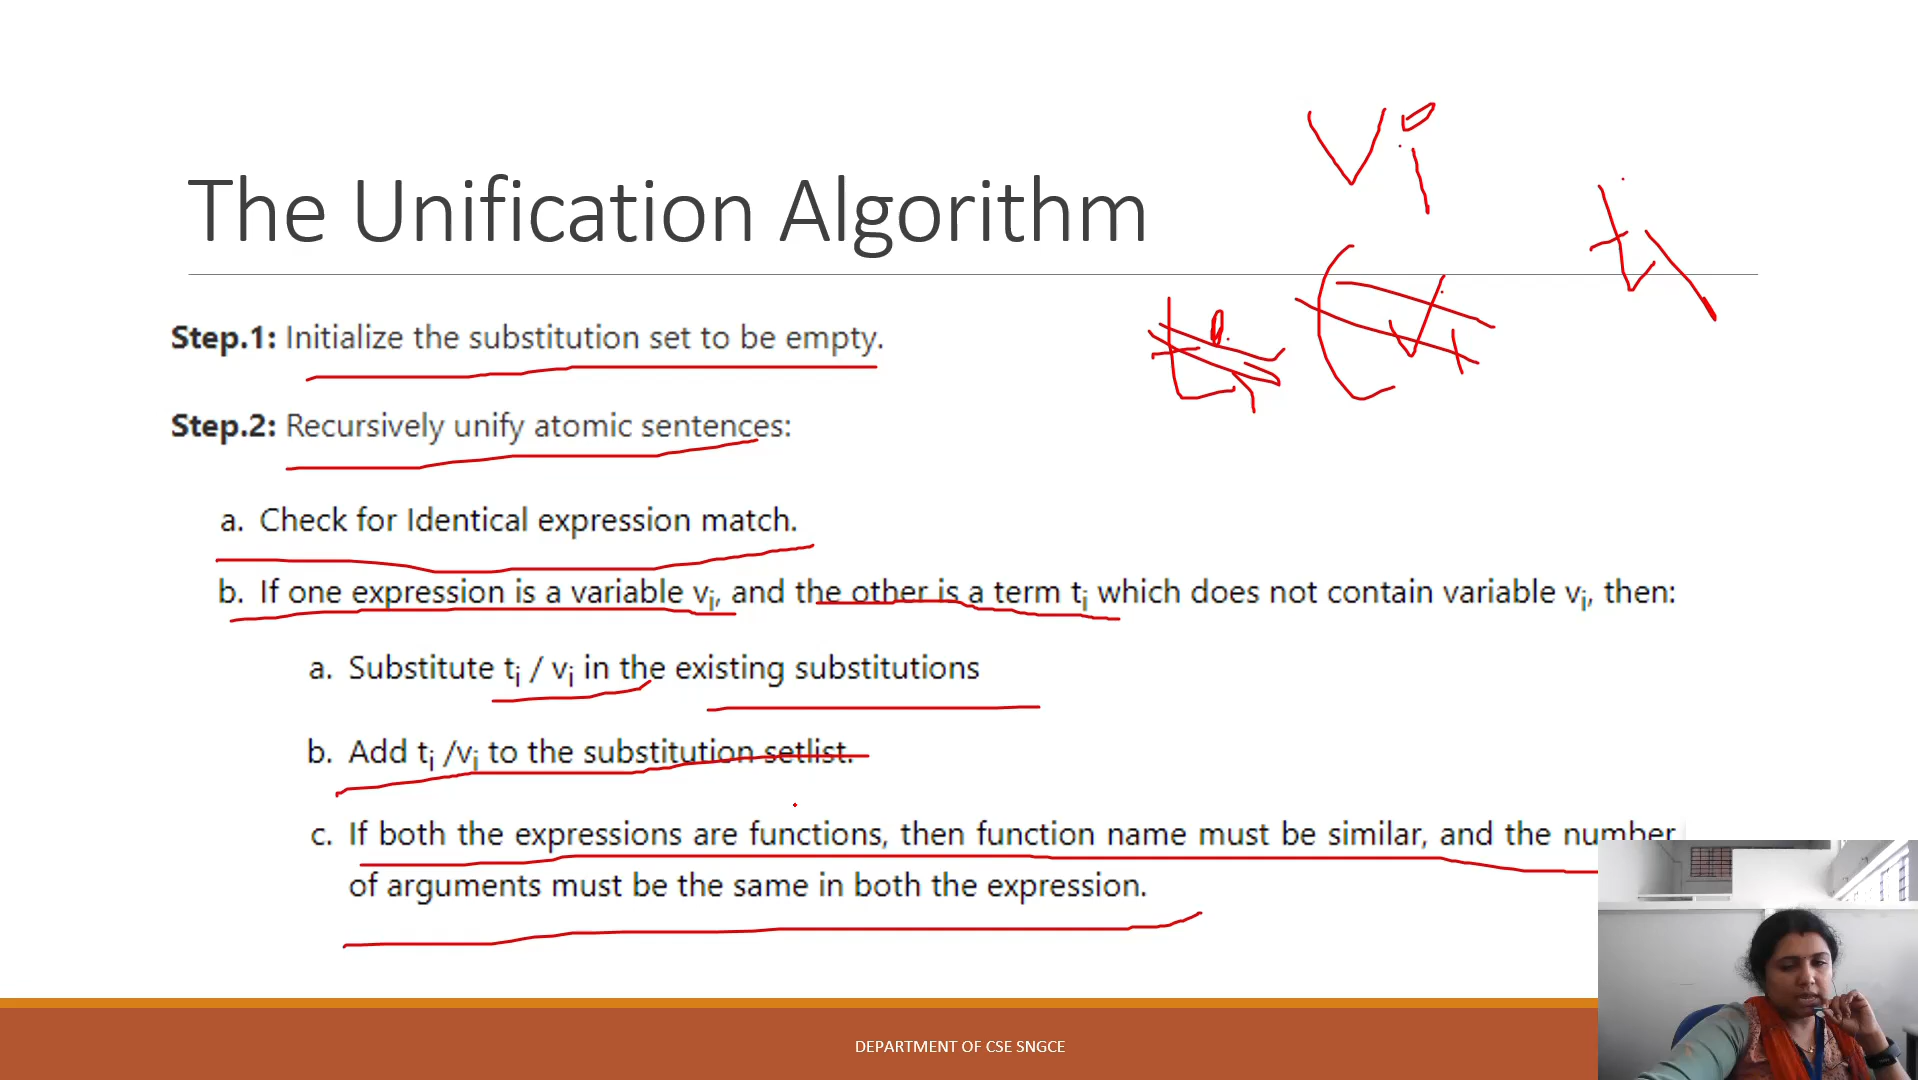 The Unification Algorithm
Vi
ti
ti (Vi
Step.1: Initialize the substitution set to be empty.
Step.2: Recursively unify atomic sentences:
a. Check for Identical expression match.
b. If one expression is a variable vi, and the other is a term ti which does not contain variable vi, then:
a. Substitute ti / vi in the existing substitutions
b. Add ti /vi to the substitution setlist.
c. If both the expressions are functions, then function name must be similar, and the number
of arguments must be the same in both the expression.
DEPARTMENT OF CSE SNGCE